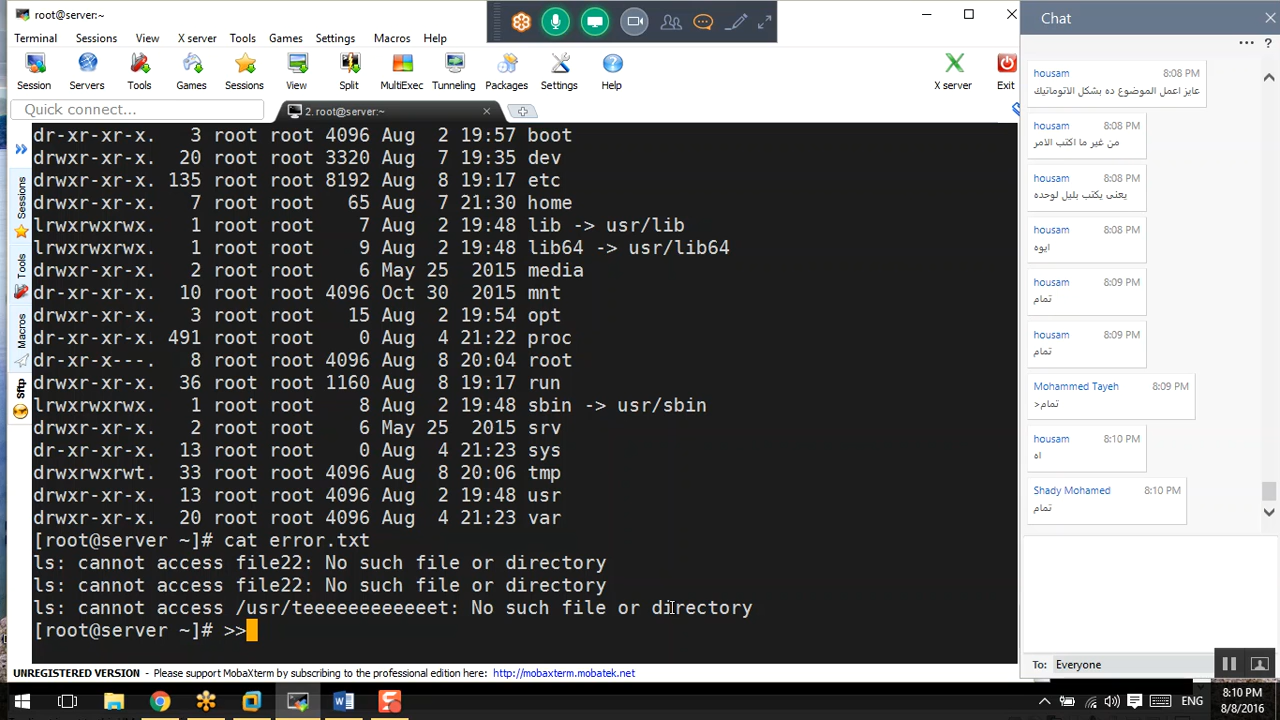 root@server:~
Chat
Terminal Sessions View X server Tools Games Settings Macros Help
Session Servers Tools Games Sessions View Split MultiExec Tunneling Packages Settings Help X server Exit
Quick connect...
2. root@server:~
dr-xr-xr-x. 3 root root 4096 Aug 2 19:57 boot
drwxr-xr-x. 20 root root 3320 Aug 7 19:35 dev
drwxr-xr-x. 135 root root 8192 Aug 8 19:17 etc
drwxr-xr-x. 7 root root 65 Aug 7 21:30 home
lrwxrwxrwx. 1 root root 7 Aug 2 19:48 lib -> usr/lib
lrwxrwxrwx. 1 root root 9 Aug 2 19:48 lib64 -> usr/lib64
drwxr-xr-x. 2 root root 6 May 25 2015 media
drwxr-xr-x. 10 root root 4096 Oct 30 2015 mnt
drwxr-xr-x. 3 root root 15 Aug 2 19:54 opt
dr-xr-xr-x. 491 root root 0 Aug 4 21:22 proc
dr-xr-x---. 8 root root 4096 Aug 8 20:04 root
drwxr-xr-x. 36 root root 1160 Aug 8 19:17 run
lrwxrwxrwx. 1 root root 8 Aug 2 19:48 sbin -> usr/sbin
drwxr-xr-x. 2 root root 6 May 25 2015 srv
dr-xr-xr-x. 13 root root 0 Aug 4 21:23 sys
drwxrwxrwt. 33 root root 4096 Aug 8 20:06 tmp
drwxr-xr-x. 13 root root 4096 Aug 2 19:48 usr
drwxr-xr-x. 20 root root 4096 Aug 4 21:23 var
[root@server ~]# cat error.txt
ls: cannot access file22: No such file or directory
ls: cannot access file22: No such file or directory
ls: cannot access /usr/teeeeeeeeeeeet: No such file or directory
[root@server ~]# >>
Sessions
Tools
Macros
Sftp
housam 8:08 PM
عايز اعمل الموضوع ده بشكل الاتوماتيك
housam 8:08 PM
من غير ما اكتب الامر
housam 8:08 PM
يعنى يكتب بليل لوحده
housam 8:08 PM
ايوه
housam 8:09 PM
تمام
housam 8:09 PM
تمام
Mohammed Tayeh 8:09 PM
تمام<
housam 8:10 PM
اه
Shady Mohamed 8:10 PM
تمام
To: Everyone
UNREGISTERED VERSION - Please support MobaXterm by subscribing to the professional edition here: http://mobaxterm.mobatek.net
ENG
8:10 PM
8/8/2016